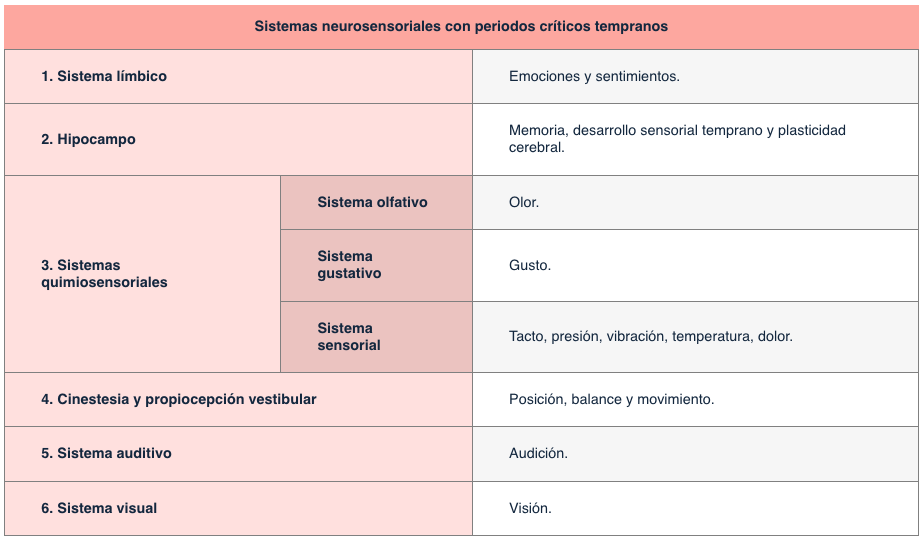 Sistemas neurosensoriales con periodos críticos tempranos
1. Sistema límbico
Emociones y sentimientos.
2. Hipocampo
Memoria, desarrollo sensorial temprano y plasticidad
cerebral.
3. Sistemas
quimiosensoriales
Sistema olfativo
Olor.
Sistema
gustativo
Gusto.
Sistema
sensorial
Tacto, presión, vibración, temperatura, dolor.
4. Cinestesia y propiocepción vestibular
Posición, balance y movimiento.
5. Sistema auditivo
Audición.
6. Sistema visual
Visión.